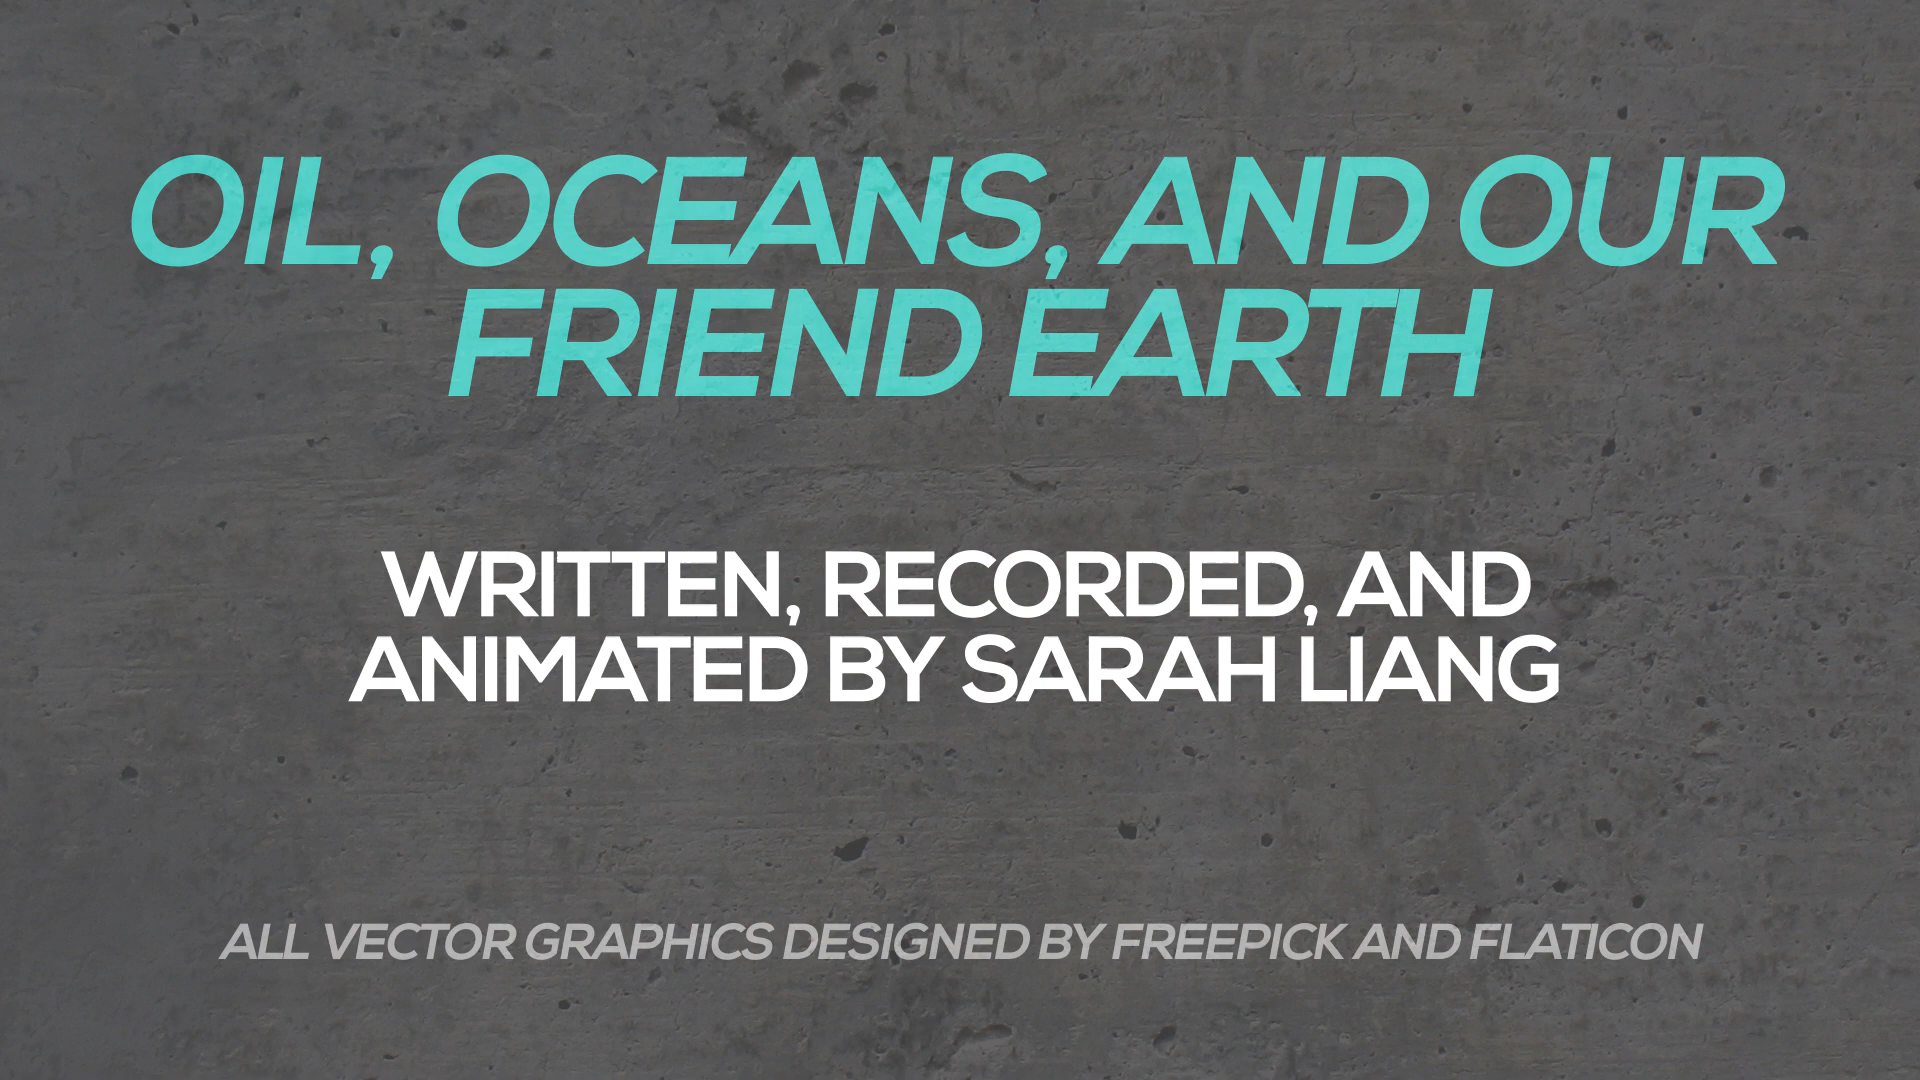 OIL, OCEANS, AND OUR
FRIEND EARTH
WRITTEN, RECORDED, AND
ANIMATED BY SARAH LIANG
ALL VECTOR GRAPHICS DESIGNED BY FREEPICK AND FLATICON